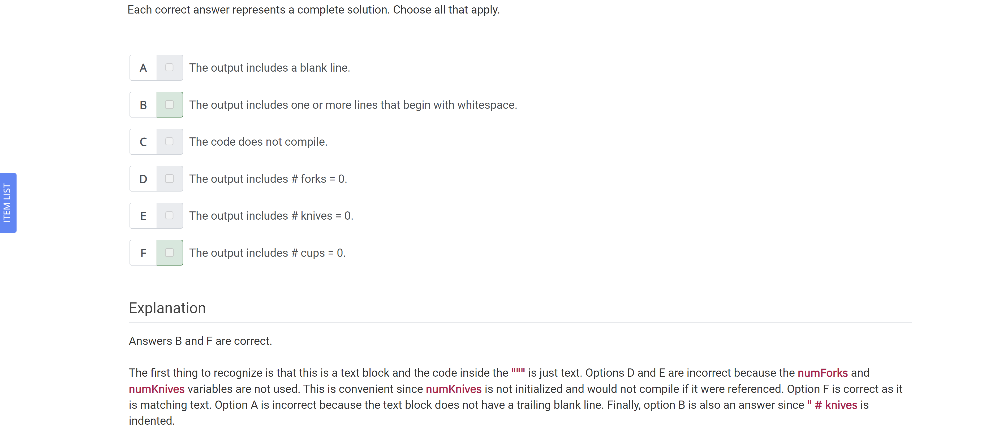 Each correct answer represents a complete solution. Choose all that apply.
A The output includes a blank line.
B The output includes one or more lines that begin with whitespace.
C The code does not compile.
D The output includes # forks = 0.
E The output includes # knives = 0.
F The output includes # cups = 0.
ITEM LIST
Explanation
Answers B and F are correct.
The first thing to recognize is that this is a text block and the code inside the """ is just text. Options D and E are incorrect because the numForks and
numKnives variables are not used. This is convenient since numKnives is not initialized and would not compile if it were referenced. Option F is correct as it
is matching text. Option A is incorrect because the text block does not have a trailing blank line. Finally, option B is also an answer since " # knives is
indented.